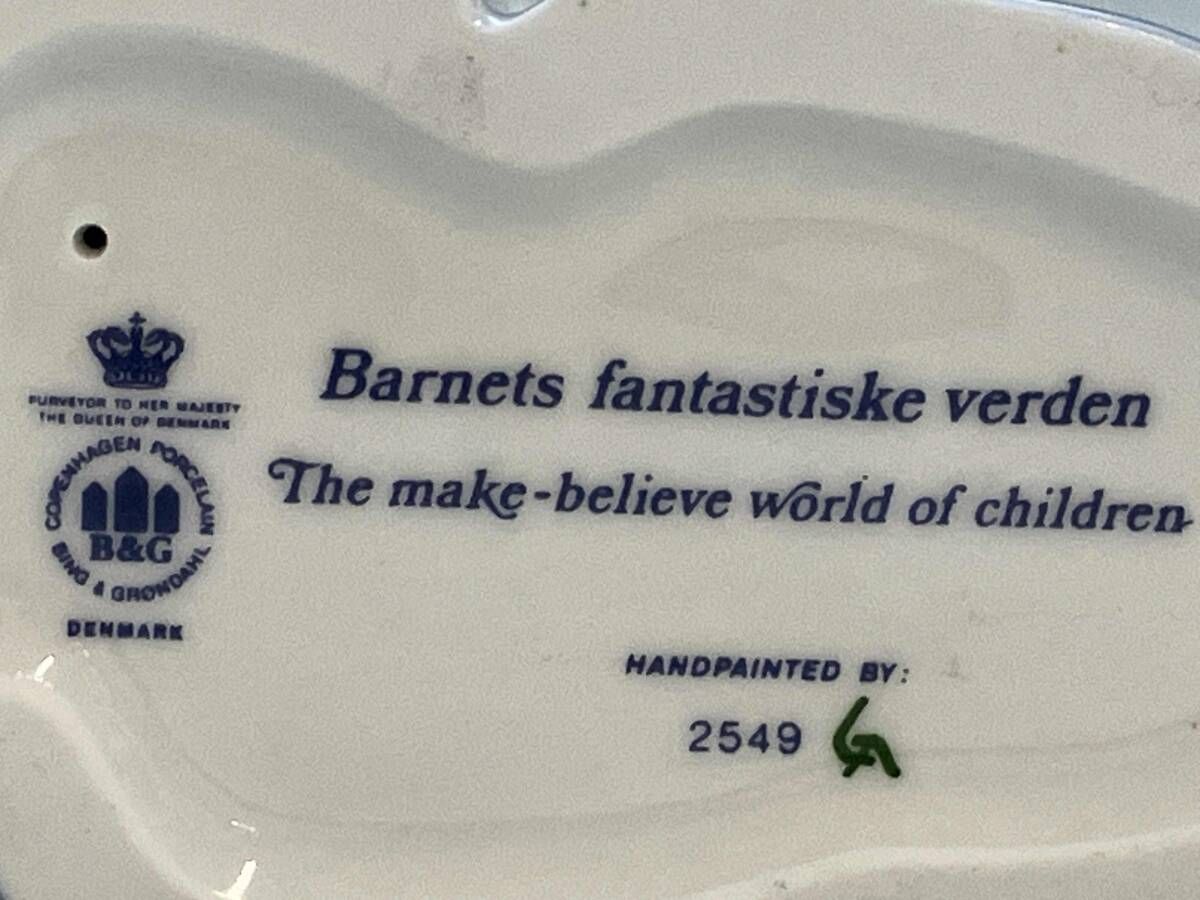 PURVEYOR TO HER MAJESTY
THE QUEEN OF DENMARK
COPENHAGEN PORCELAIN
B&G
BING & GRØNDAHL
DENMARK
Barnets fantastiske verden
The make-believe world of children
HANDPAINTED BY:
2549